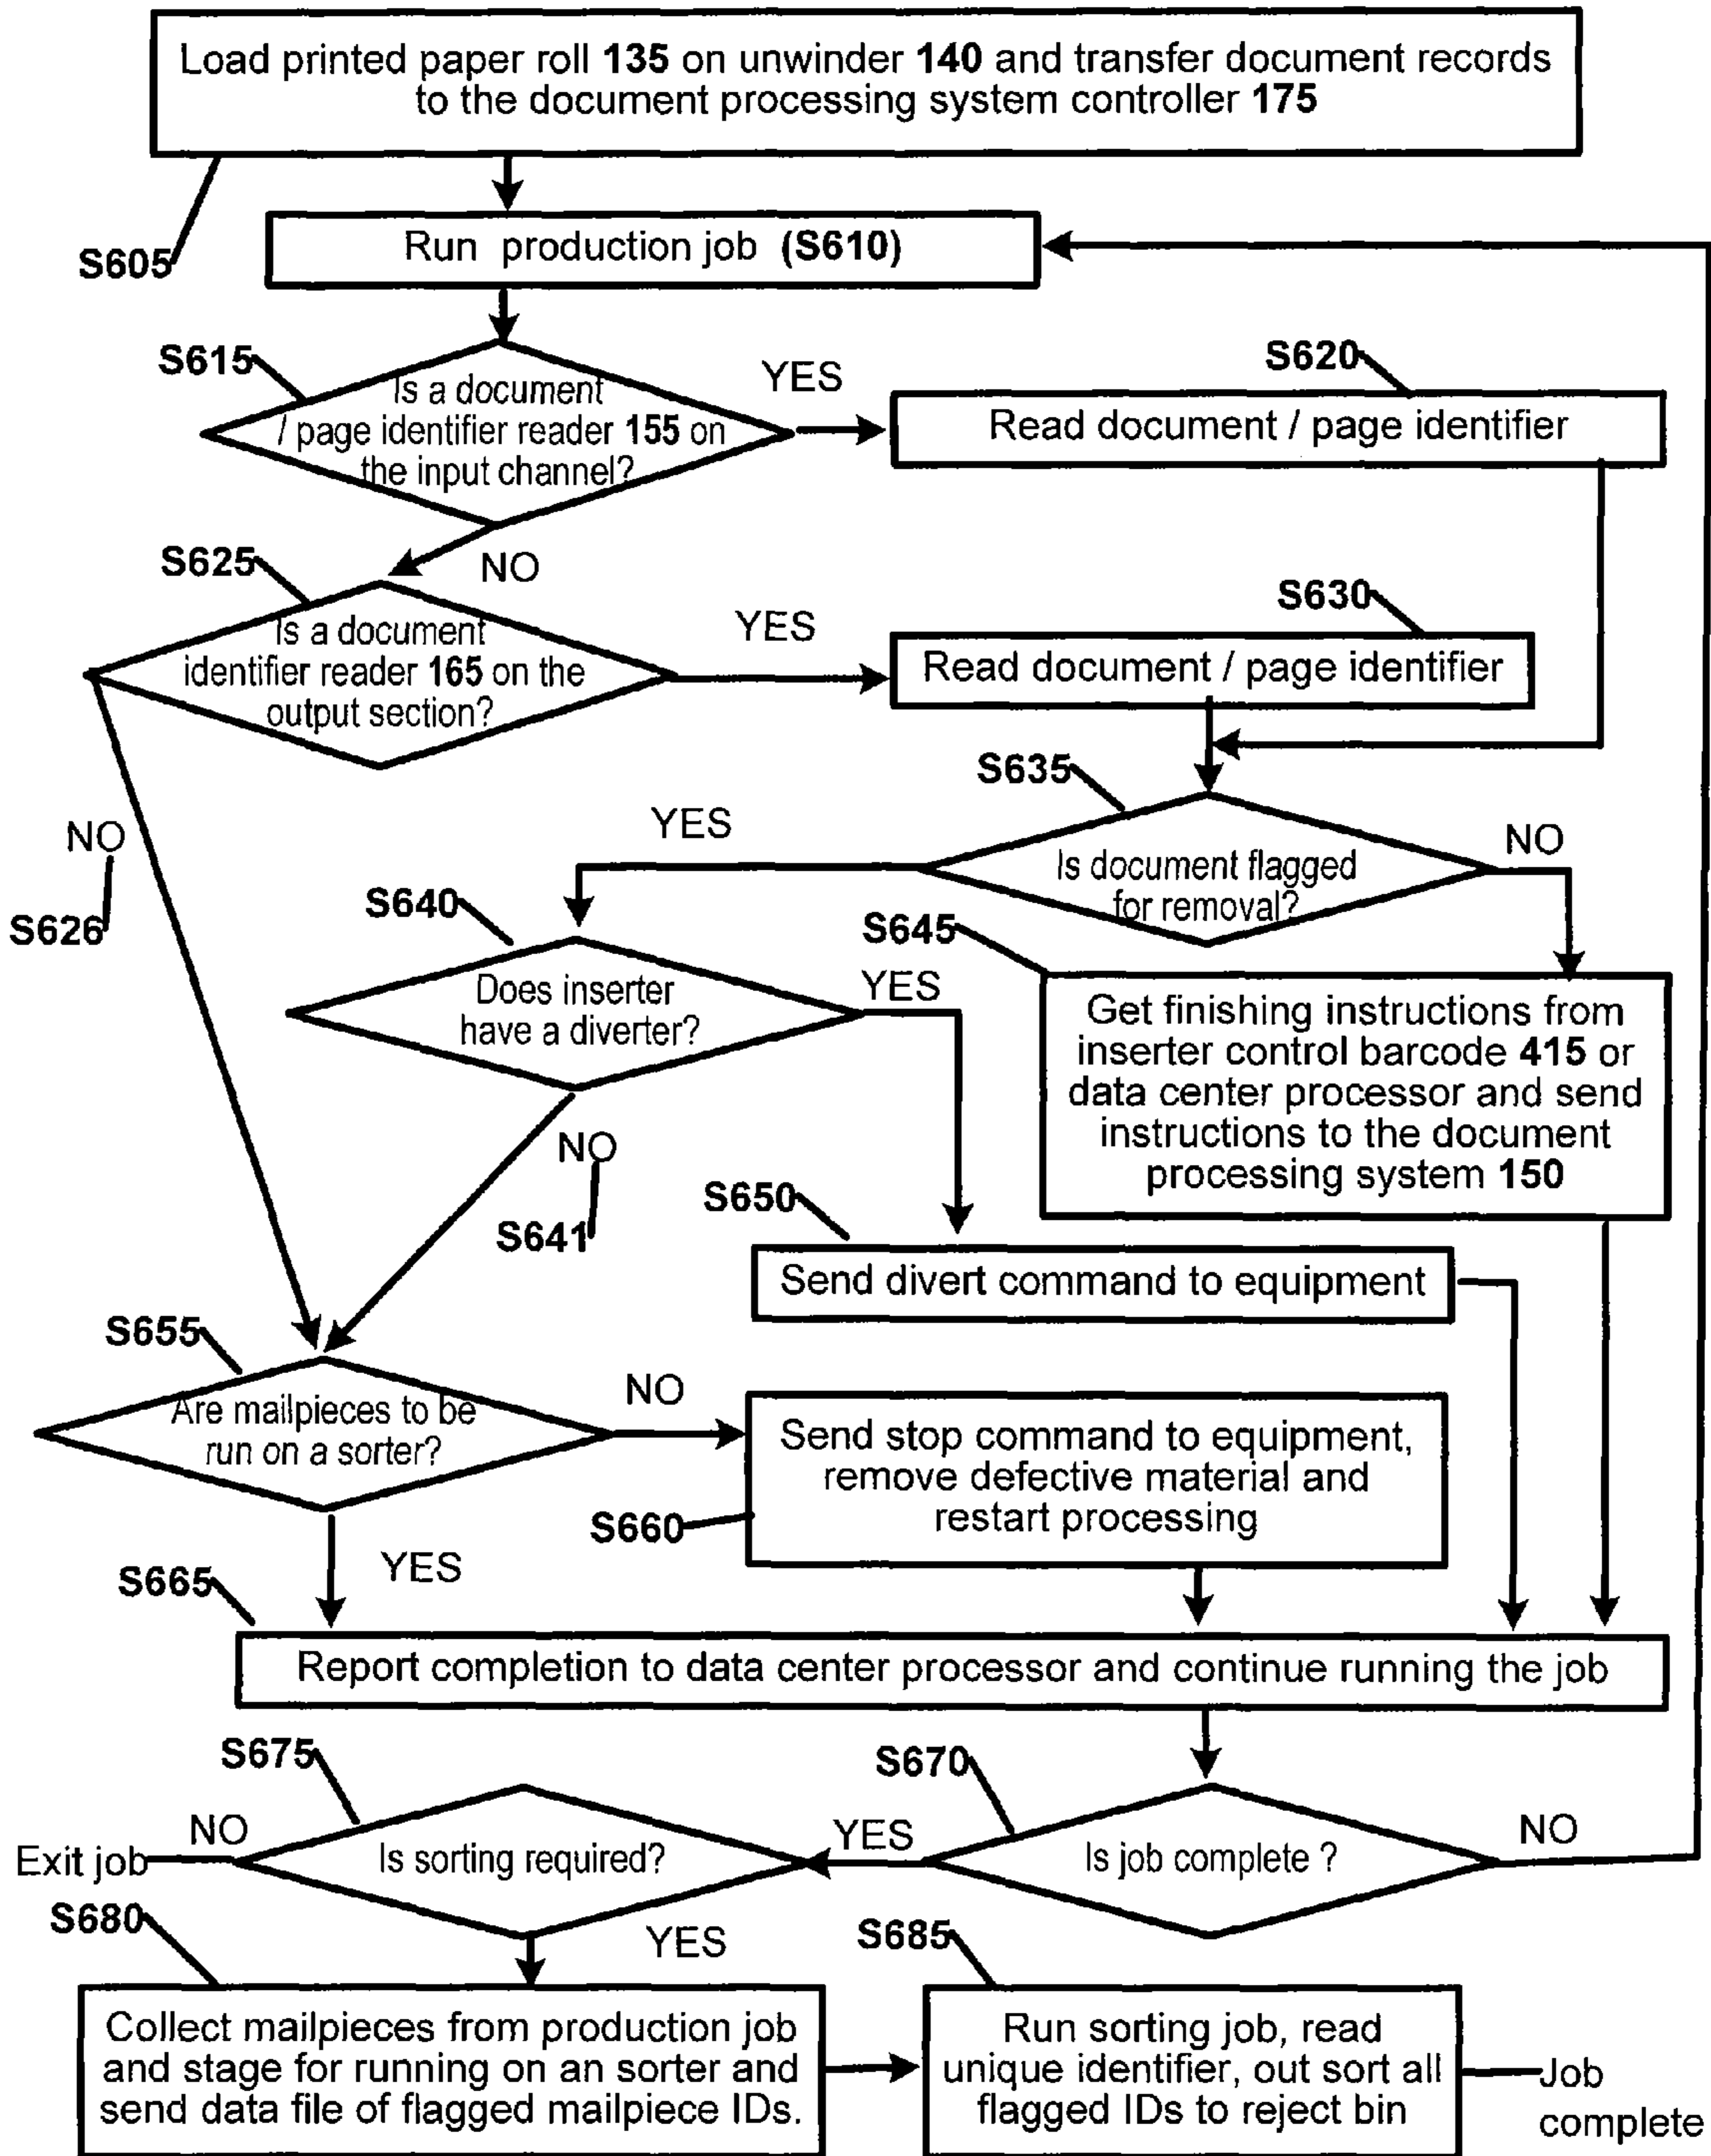 Load printed paper roll 135 on unwinder 140 and transfer document records
to the document processing system controller 175
S605
Run production job (S610)
S615
Is a document
/ page identifier reader 155 on
the input channel?
YES
S620
Read document / page identifier
NO
S625
Is a document
identifier reader 165 on the
output section?
YES
S630
Read document / page identifier
NO
S626
S635
Is document flagged
for removal?
YES
NO
S640
Does inserter
have a diverter?
YES
NO
S641
S645
Get finishing instructions from
inserter control barcode 415 or
data center processor and send
instructions to the document
processing system 150
S650
Send divert command to equipment
S655
Are mailpieces to be
run on a sorter?
NO
YES
Send stop command to equipment,
remove defective material and
restart processing
S660
S665
Report completion to data center processor and continue running the job
S670
Is job complete ?
NO
YES
S675
Is sorting required?
NO
Exit job
YES
S680
Collect mailpieces from production job
and stage for running on an sorter and
send data file of flagged mailpiece IDs.
S685
Run sorting job, read
unique identifier, out sort all
flagged IDs to reject bin
Job
complete